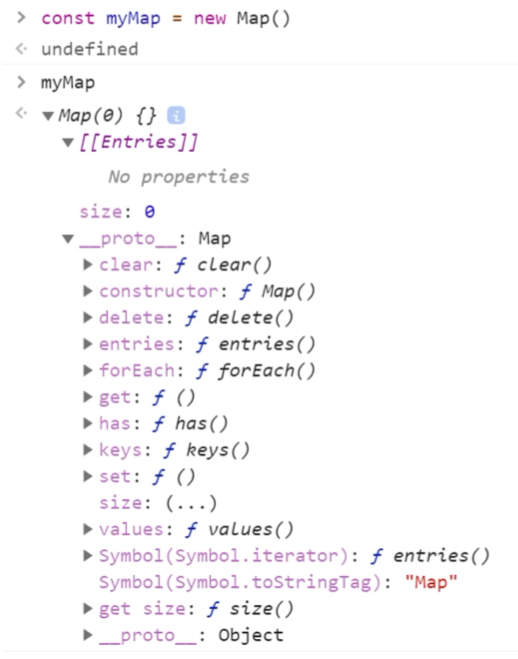 > const myMap = new Map()
undefined
> myMap
▼Map(0) {} i
▼[[Entries]]
No properties
size: 0
▼__proto__: Map
▶clear: ƒ clear()
▶constructor: ƒ Map()
▶delete: ƒ delete()
▶entries: ƒ entries()
▶forEach: ƒ forEach()
▶get: ƒ ()
▶has: ƒ has()
▶keys: ƒ keys()
▶set: ƒ ()
size: (...)
▶values: ƒ values()
▶Symbol(Symbol.iterator): ƒ entries()
Symbol(Symbol.toStringTag): "Map"
▶get size: ƒ size()
▶__proto__: Object